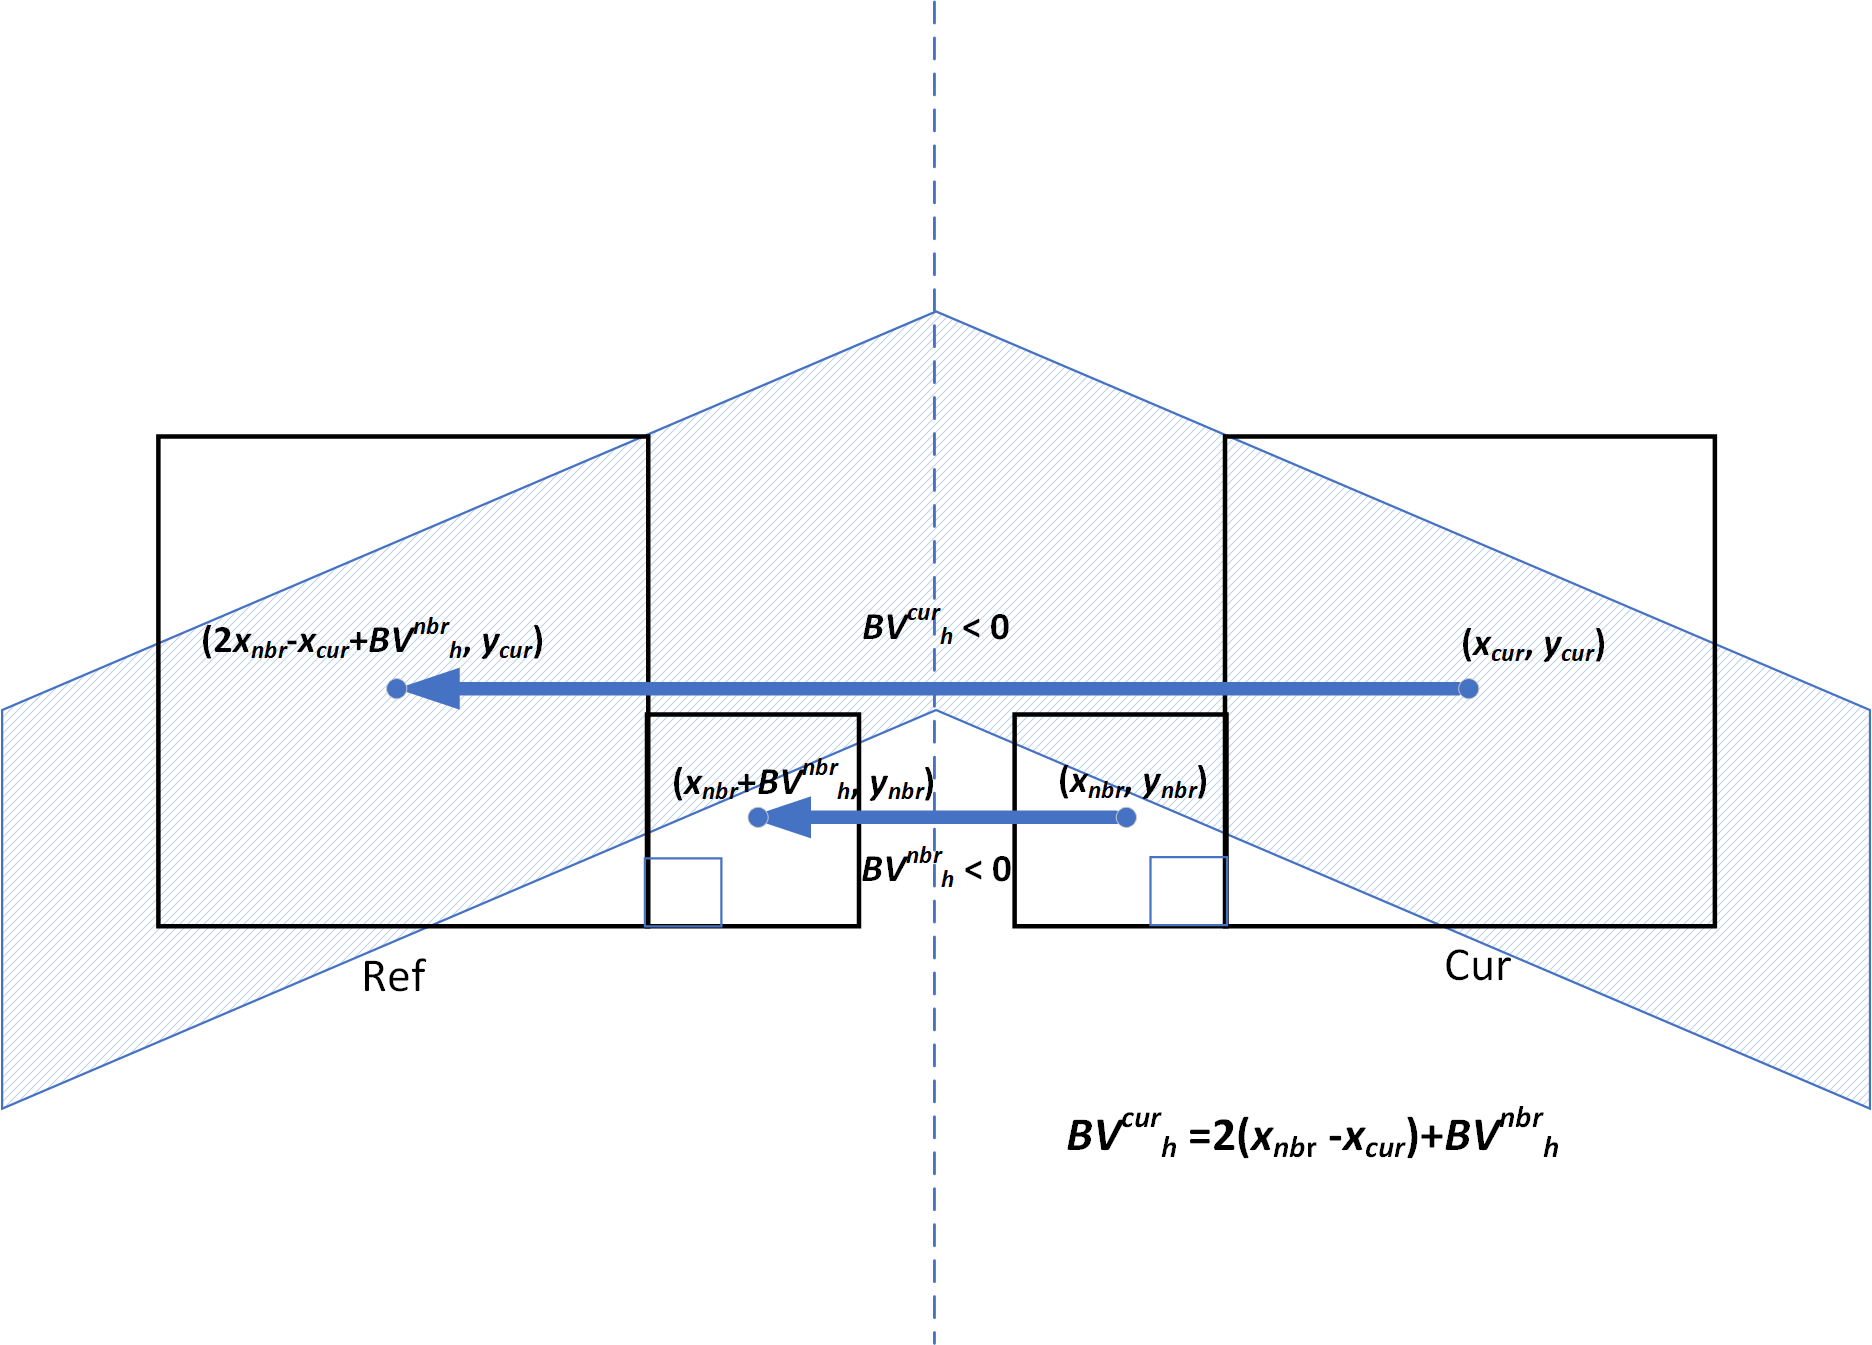 BV^cur_h < 0
(2x_nbr-x_cur+BV^nbr_h, y_cur)
(x_cur, y_cur)
(x_nbr+BV^nbr_h, y_nbr)
(x_nbr, y_nbr)
BV^nbr_h < 0
Ref
Cur
BV^cur_h =2(x_nbr -x_cur)+BV^nbr_h